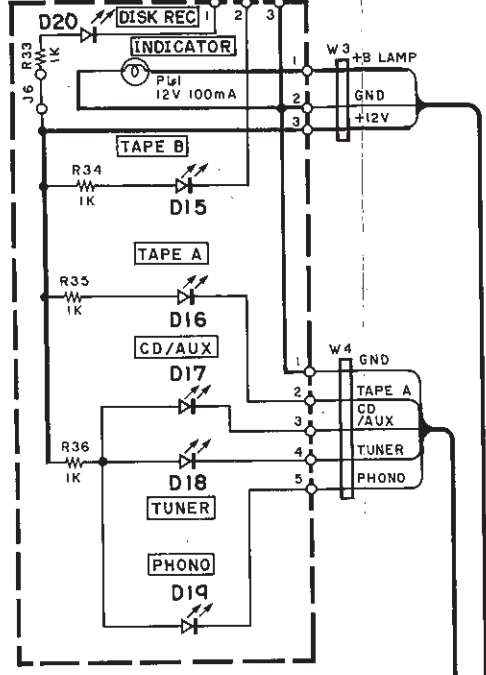 D20
DISK REC
1
2
3
R33
1K
J6
INDICATOR
PL61
12V 100mA
W3
1
+B LAMP
2
GND
3
+12V
TAPE B
R34
1K
D15
TAPE A
R35
1K
D16
CD/AUX
D17
W4
1
GND
2
TAPE A
3
CD
/AUX
4
TUNER
5
PHONO
R36
1K
D18
TUNER
PHONO
D19